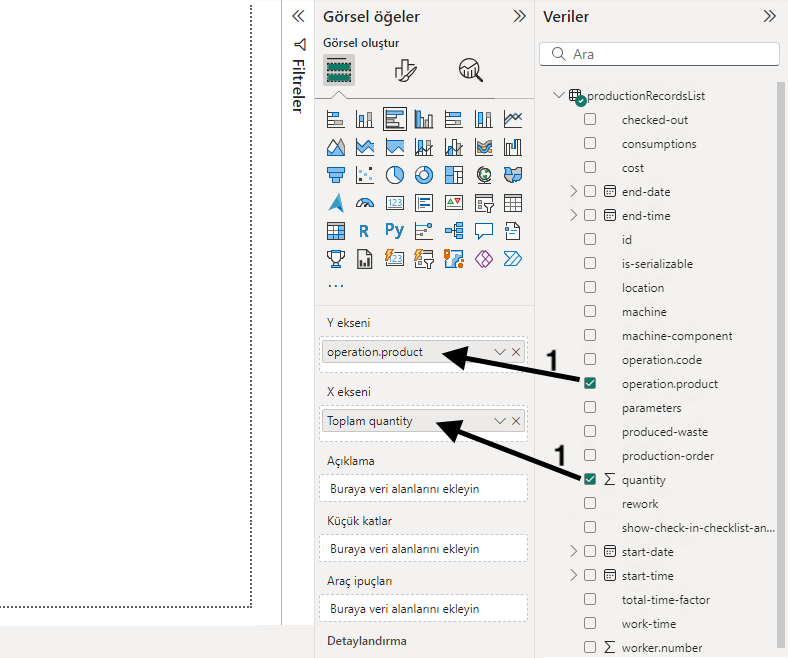 Filtreler
Görsel öğeler
Görsel oluştur
123
R
Py
123
...
Y ekseni
operation.product
X ekseni
Toplam quantity
Açıklama
Buraya veri alanlarını ekleyin
Küçük katlar
Buraya veri alanlarını ekleyin
Araç ipuçları
Buraya veri alanlarını ekleyin
Detaylandırma
1
1
Veriler
Ara
productionRecordsList
checked-out
consumptions
cost
end-date
end-time
id
is-serializable
location
machine
machine-component
operation.code
operation.product
parameters
produced-waste
production-order
∑ quantity
rework
show-check-in-checklist-an...
start-date
start-time
total-time-factor
work-time
∑ worker.number